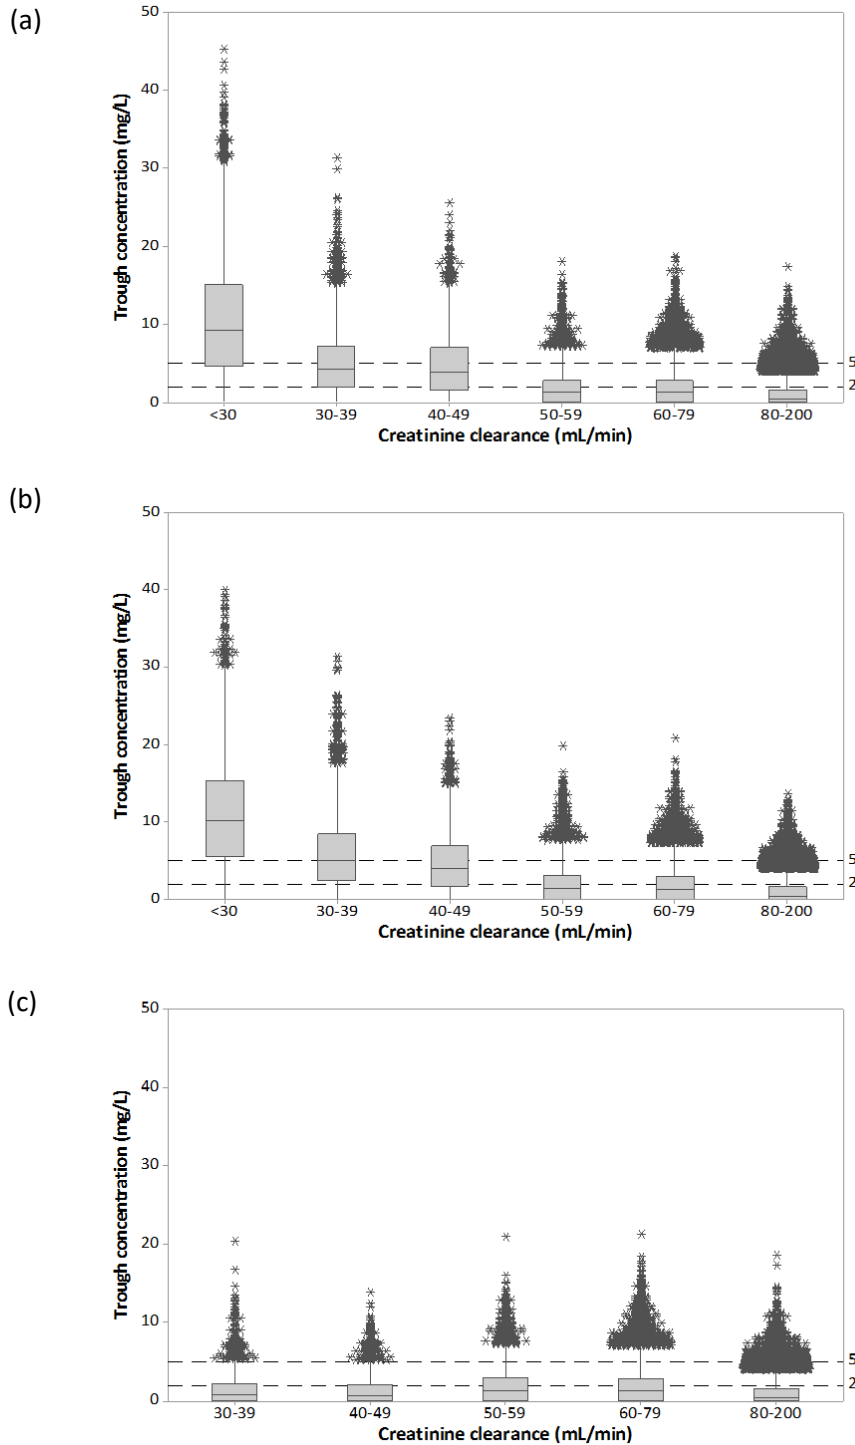 (a)
Trough concentration (mg/L)
50
40
30
20
10
0
5
2
<30 30-39 40-49 50-59 60-79 80-200
Creatinine clearance (mL/min)
(b)
Trough concentration (mg/L)
50
40
30
20
10
0
5
2
<30 30-39 40-49 50-59 60-79 80-200
Creatinine clearance (mL/min)
(c)
Trough concentration (mg/L)
50
40
30
20
10
0
5
2
30-39 40-49 50-59 60-79 80-200
Creatinine clearance (mL/min)